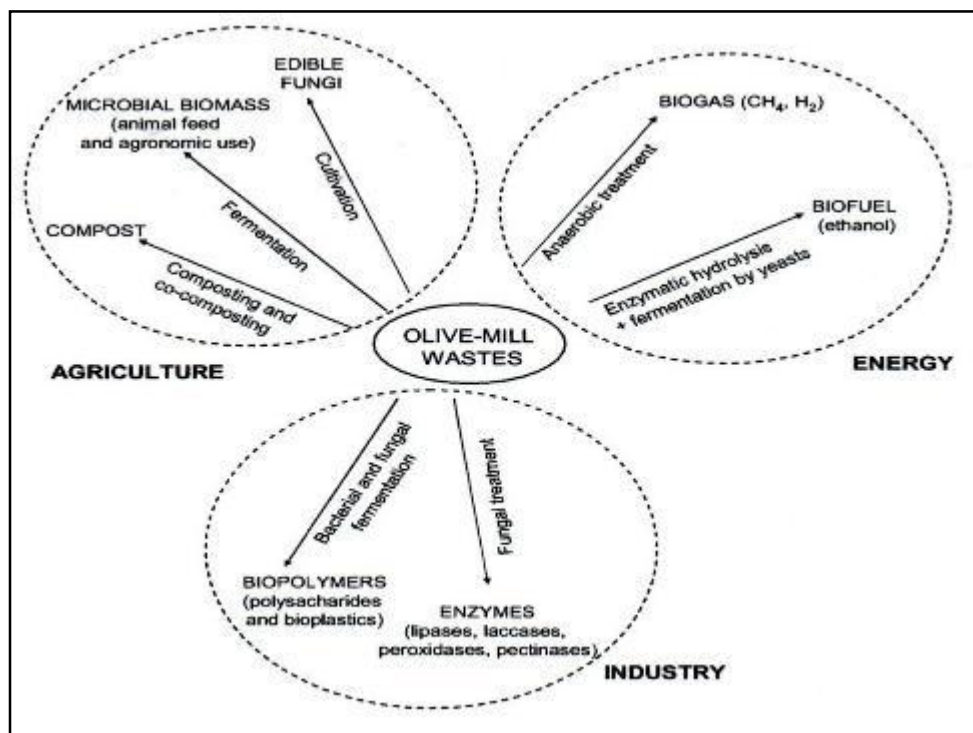 EDIBLE
FUNGI
MICROBIAL BIOMASS
(animal feed
and agronomic use)
COMPOST
Cultivation
Fermentation
Composting and
co-composting
AGRICULTURE
BIOGAS (CH₄, H₂)
BIOFUEL
(ethanol)
Anaerobic treatment
Enzymatic hydrolysis
+ fermentation by yeasts
ENERGY
OLIVE-MILL
WASTES
Bacterial and fungal
fermentation
Fungal treatment
BIOPOLYMERS
(polysacharides
and bioplastics)
ENZYMES
(lipases, laccases,
peroxidases, pectinases)
INDUSTRY